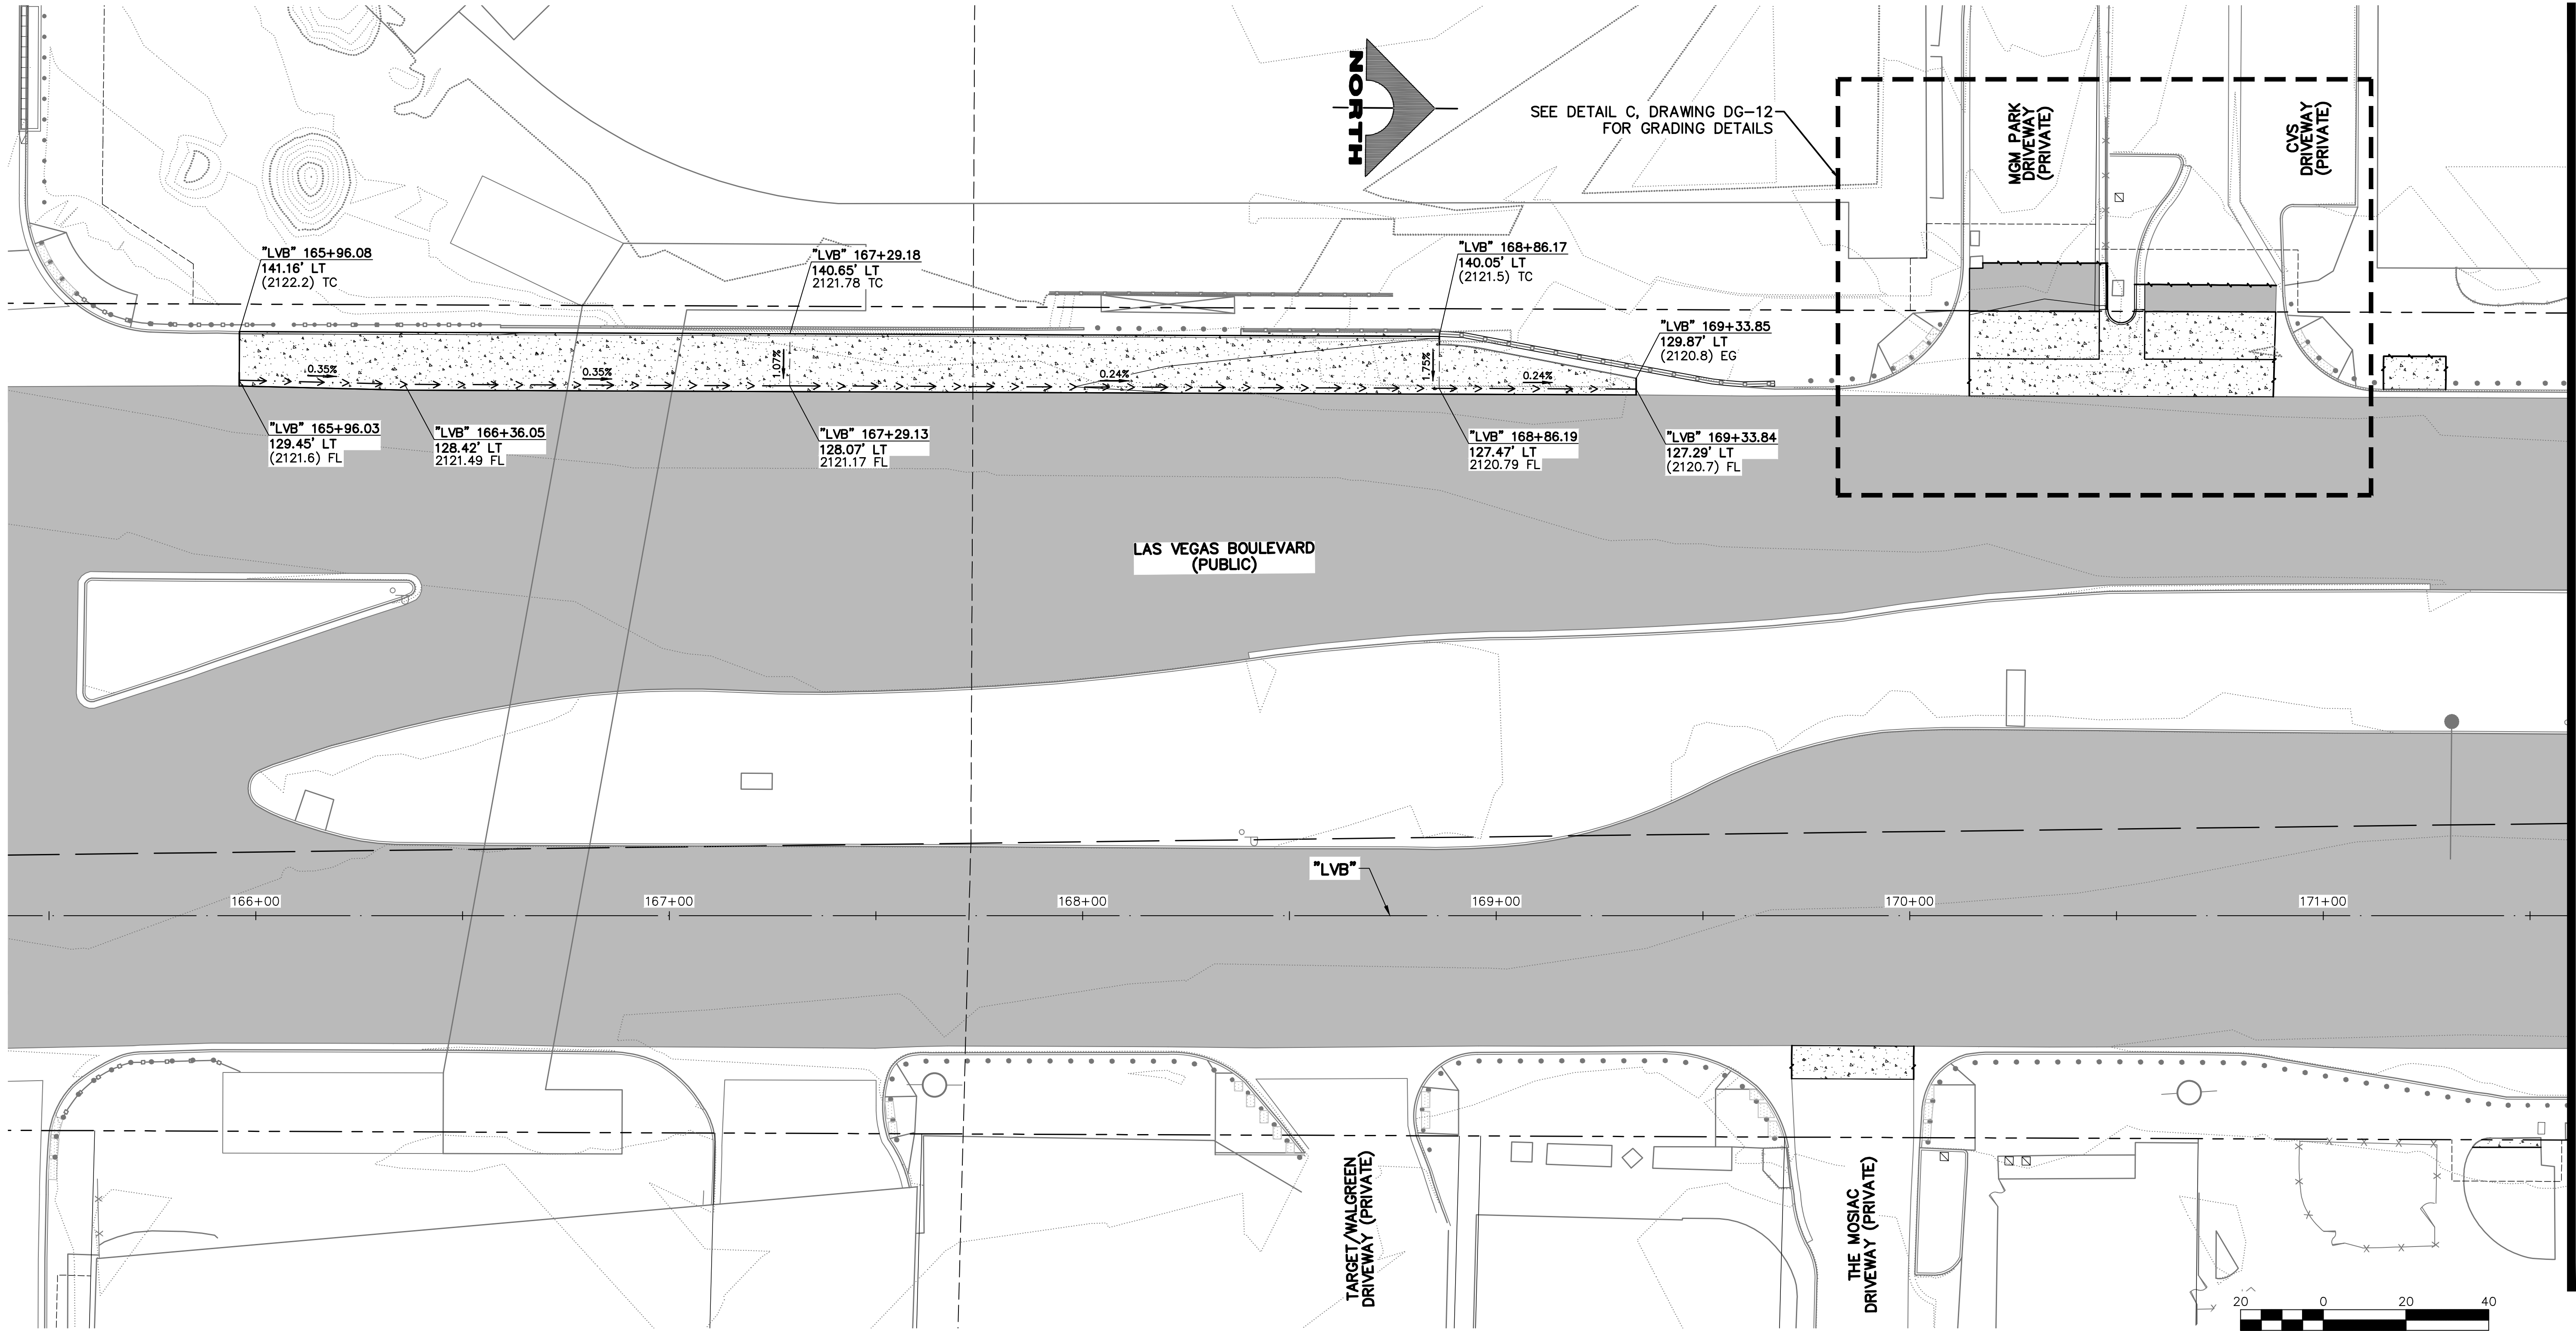 NORTH
SEE DETAIL C, DRAWING DG-12
FOR GRADING DETAILS
MGM PARK
DRIVEWAY
(PRIVATE)
CVS
DRIVEWAY
(PRIVATE)
"LVB" 165+96.08
141.16' LT
(2122.2) TC
"LVB" 167+29.18
140.65' LT
2121.78 TC
"LVB" 168+86.17
140.05' LT
(2121.5) TC
"LVB" 169+33.85
129.87' LT
(2120.8) EG
0.35%
0.35%
1.07%
0.24%
1.75%
0.24%
"LVB" 165+96.03
129.45' LT
(2121.6) FL
"LVB" 166+36.05
128.42' LT
2121.49 FL
"LVB" 167+29.13
128.07' LT
2121.17 FL
"LVB" 168+86.19
127.47' LT
2120.79 FL
"LVB" 169+33.84
127.29' LT
(2120.7) FL
LAS VEGAS BOULEVARD
(PUBLIC)
"LVB"
166+00
167+00
168+00
169+00
170+00
171+00
TARGET/WALGREEN
DRIVEWAY (PRIVATE)
THE MOSIAC
DRIVEWAY (PRIVATE)
20 0 20 40